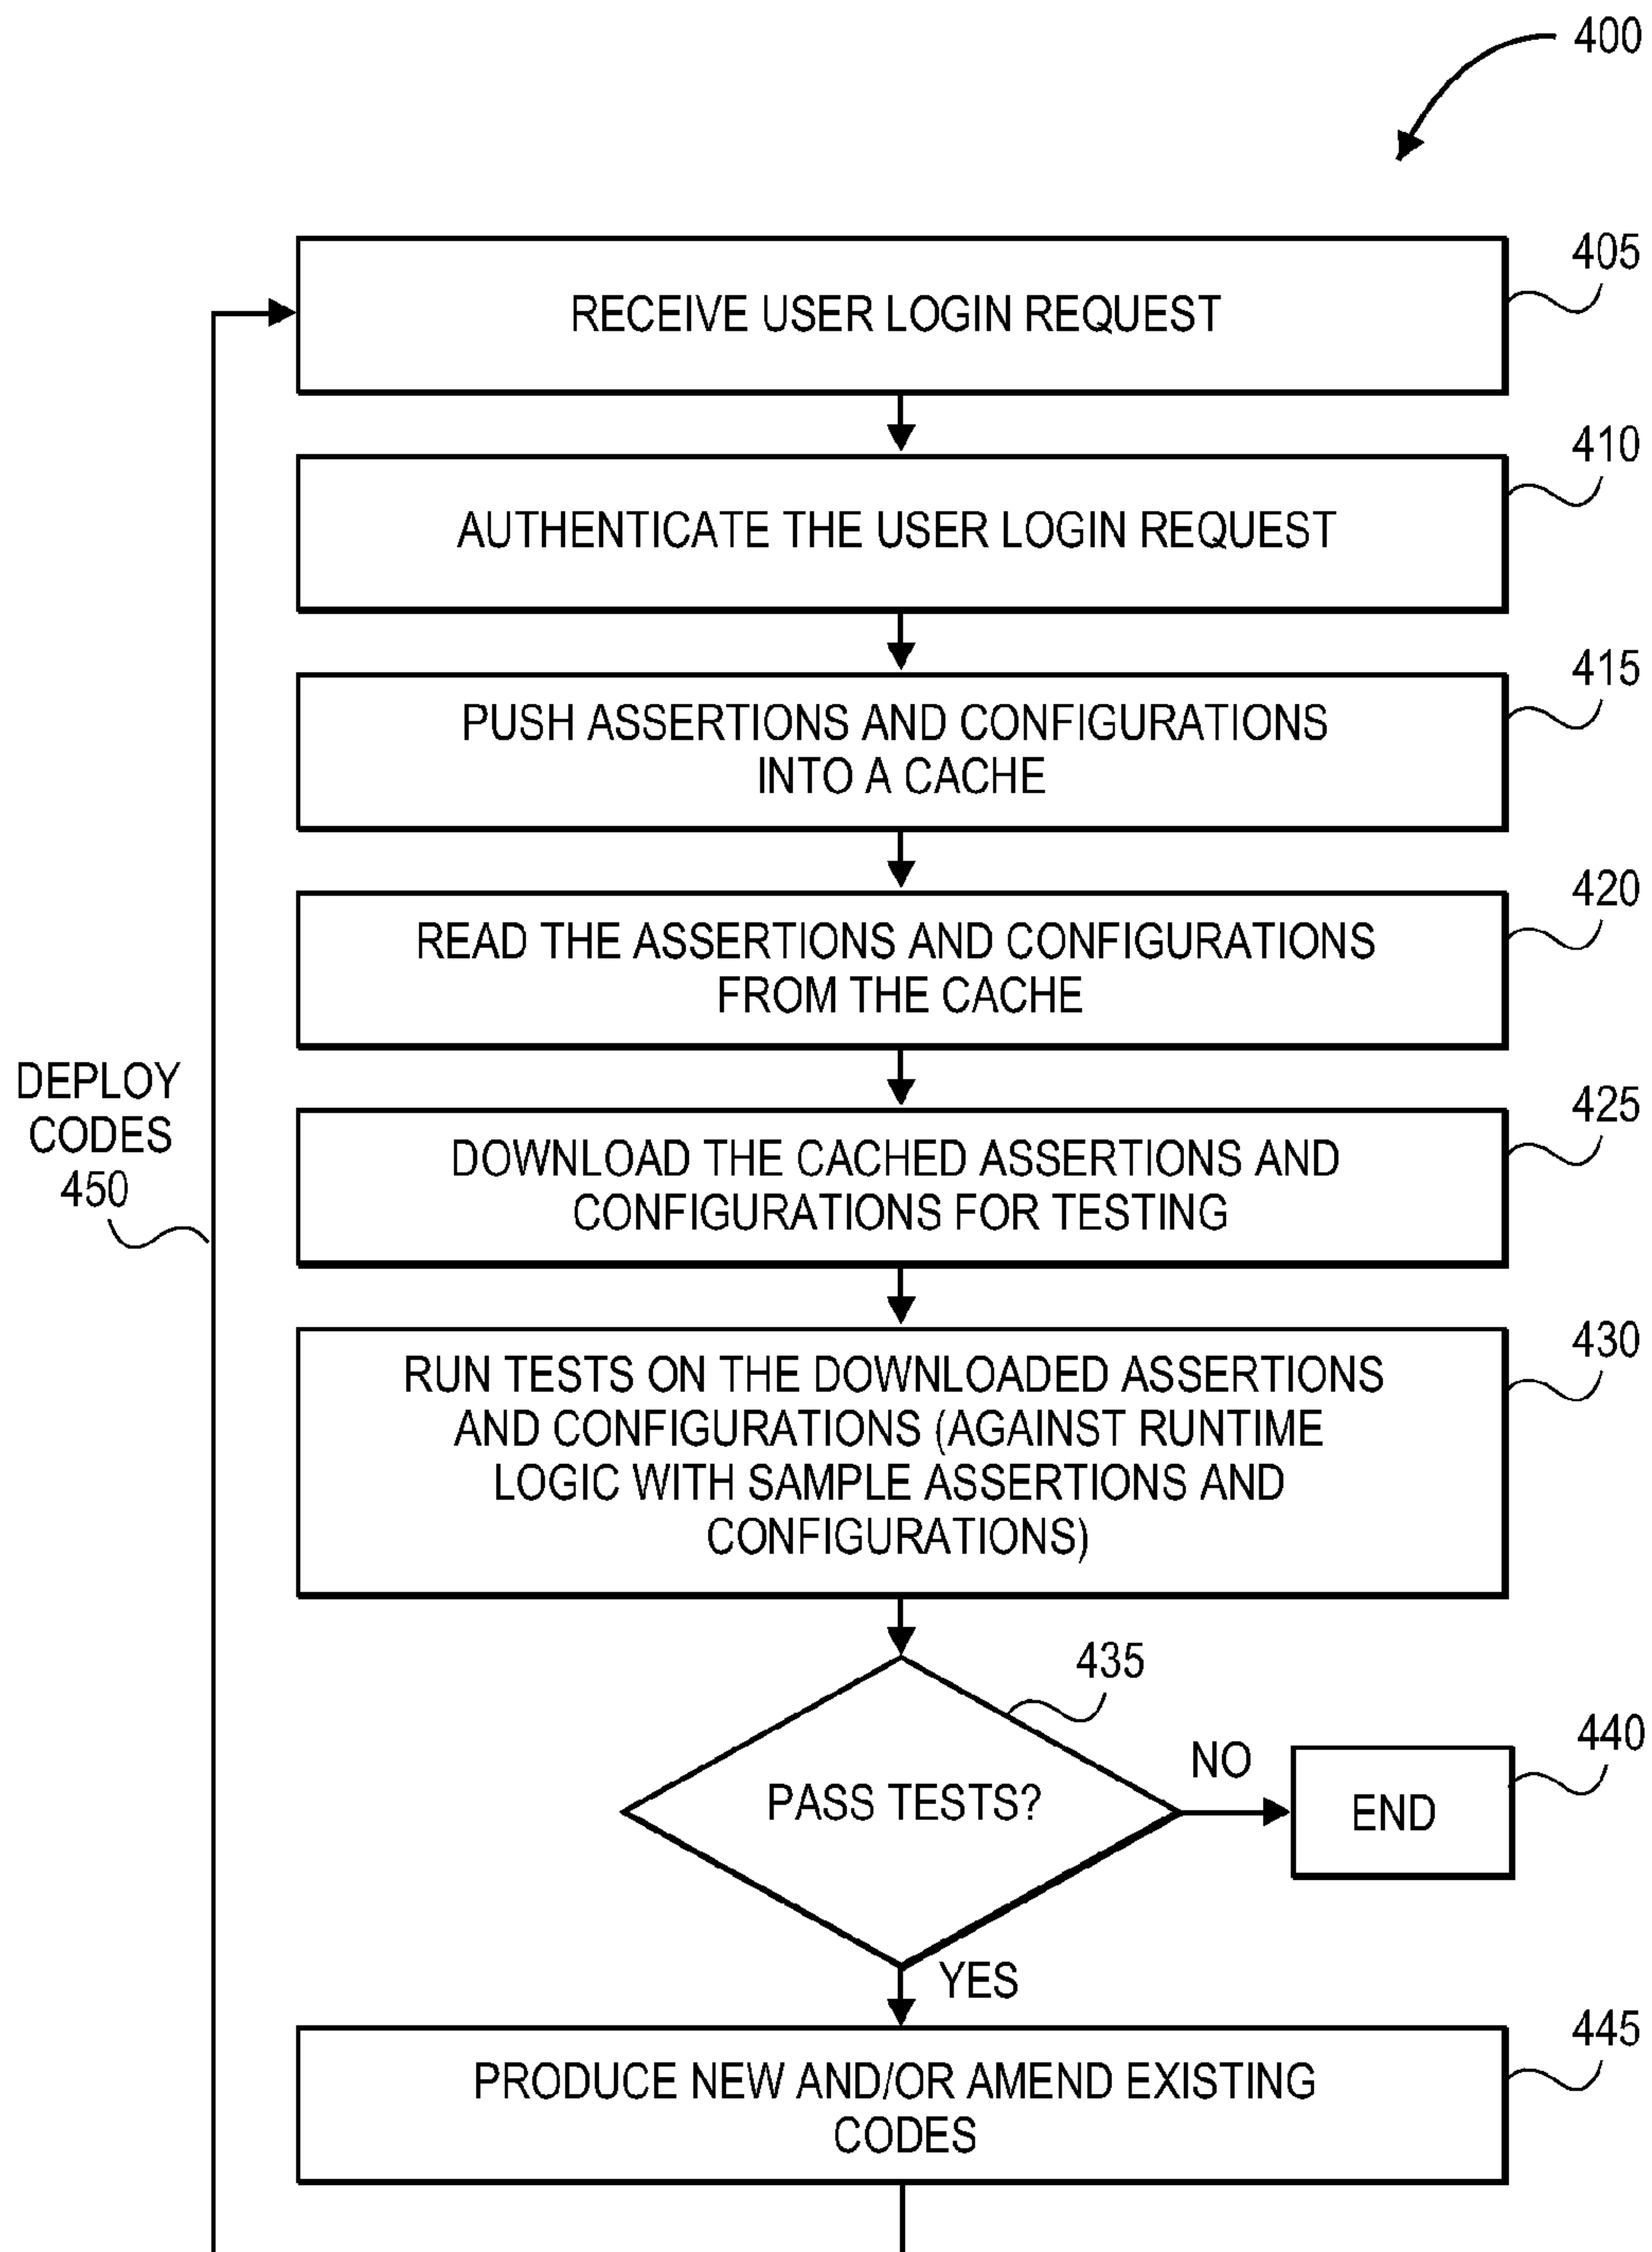 400
RECEIVE USER LOGIN REQUEST
405
AUTHENTICATE THE USER LOGIN REQUEST
410
PUSH ASSERTIONS AND CONFIGURATIONS
INTO A CACHE
415
READ THE ASSERTIONS AND CONFIGURATIONS
FROM THE CACHE
420
DEPLOY
CODES
450
DOWNLOAD THE CACHED ASSERTIONS AND
CONFIGURATIONS FOR TESTING
425
RUN TESTS ON THE DOWNLOADED ASSERTIONS
AND CONFIGURATIONS (AGAINST RUNTIME
LOGIC WITH SAMPLE ASSERTIONS AND
CONFIGURATIONS)
430
PASS TESTS?
435
NO
END
440
YES
PRODUCE NEW AND/OR AMEND EXISTING
CODES
445